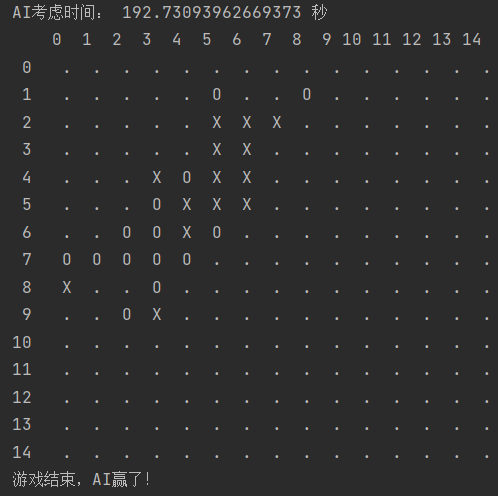 AI考虑时间: 192.73093962669373 秒
0 1 2 3 4 5 6 7 8 9 10 11 12 13 14
0 . . . . . . . . . . . . . . .
1 . . . . . O . . O . . . . . .
2 . . . . . X X X . . . . . . .
3 . . . . . X X . . . . . . . .
4 . . . X O X X . . . . . . . .
5 . . . O X X X . . . . . . . .
6 . . O O X O . . . . . . . . .
7 O O O O O . . . . . . . . . .
8 X . . O . . . . . . . . . . .
9 . . O X . . . . . . . . . . .
10 . . . . . . . . . . . . . . .
11 . . . . . . . . . . . . . . .
12 . . . . . . . . . . . . . . .
13 . . . . . . . . . . . . . . .
14 . . . . . . . . . . . . . . .
游戏结束，AI赢了!